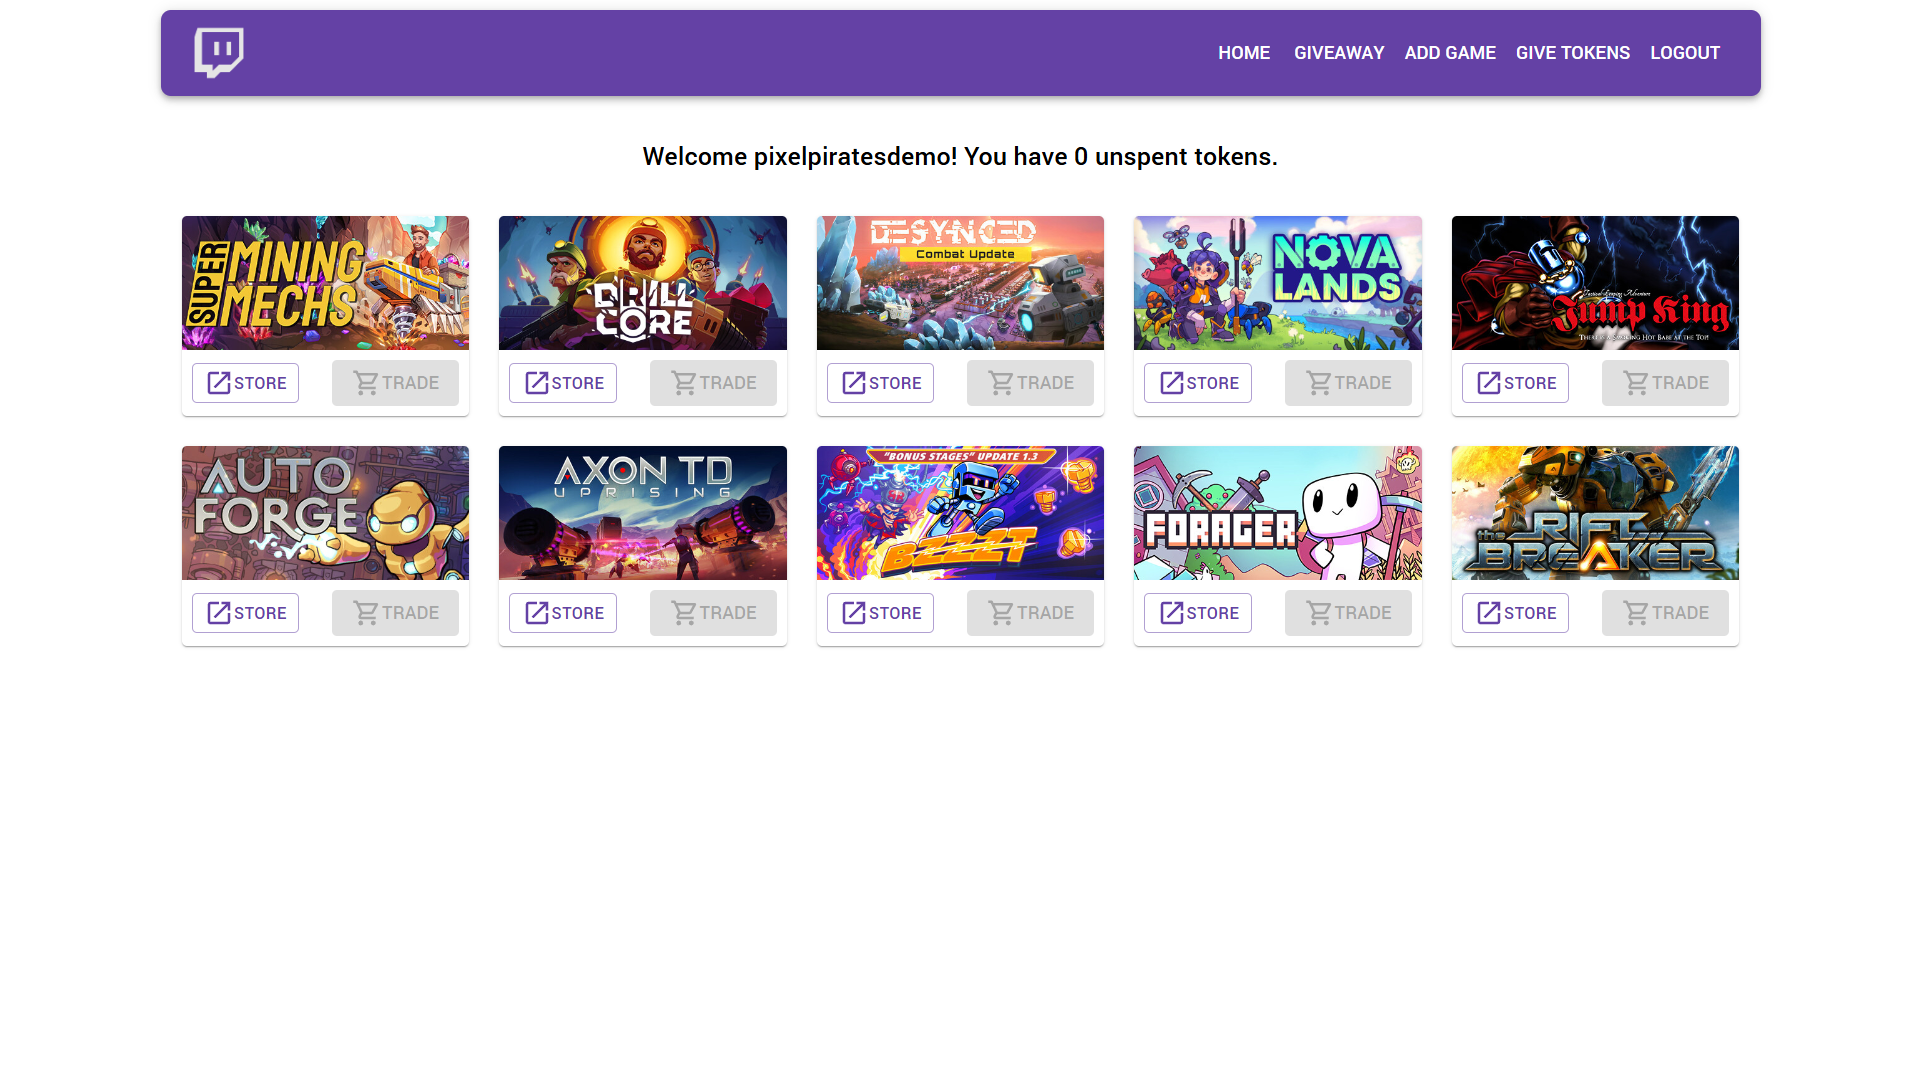 HOME GIVEAWAY ADD GAME GIVE TOKENS LOGOUT
Welcome pixelpiratesdemo! You have 0 unspent tokens.
SUPER MINING MECHS
DRILL CORE
DESYNCED
Combat Update
NOVA LANDS
Tactical Leaping Adventure
Jump King
THERE IS A SMOKING HOT BABE AT THE TOP!
STORE TRADE STORE TRADE STORE TRADE STORE TRADE STORE TRADE
AUTO FORGE
AXON TD
UPRISING
"BONUS STAGES" UPDATE 1.3
BZZZT
FORAGER
the RIFT BREAKER
STORE TRADE STORE TRADE STORE TRADE STORE TRADE STORE TRADE